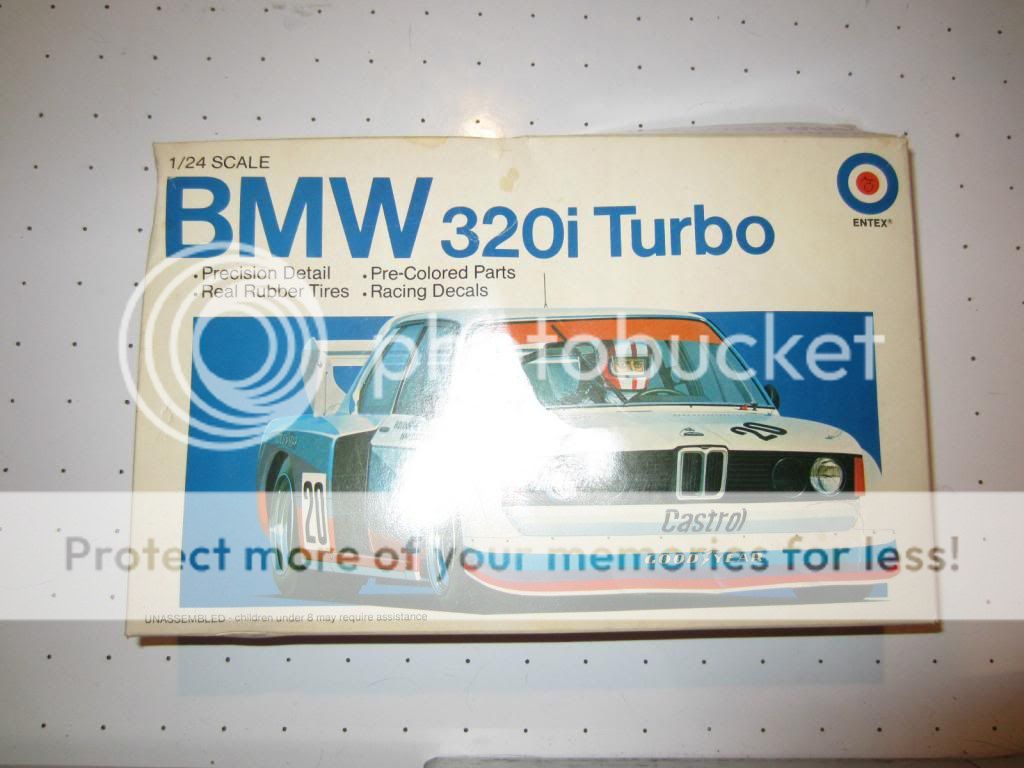 1/24 SCALE
BMW 320i Turbo
ENTEX®
• Precision Detail • Pre-Colored Parts
• Real Rubber Tires • Racing Decals
photobucket
20
20
Castrol
GOODYEAR
Protect more of your memories for less!
UNASSEMBLED - children under 8 may require assistance